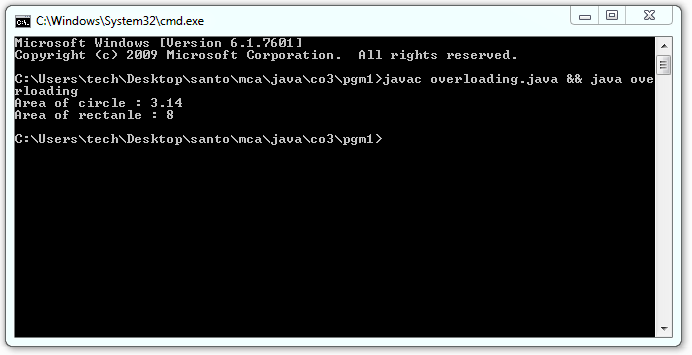 C:\Windows\System32\cmd.exe
Microsoft Windows [Version 6.1.7601]
Copyright (c) 2009 Microsoft Corporation.  All rights reserved.
C:\Users\tech\Desktop\santo\mca\java\co3\pgm1>javac overloading.java && java ove
rloading
Area of circle : 3.14
Area of rectanle : 8
C:\Users\tech\Desktop\santo\mca\java\co3\pgm1>